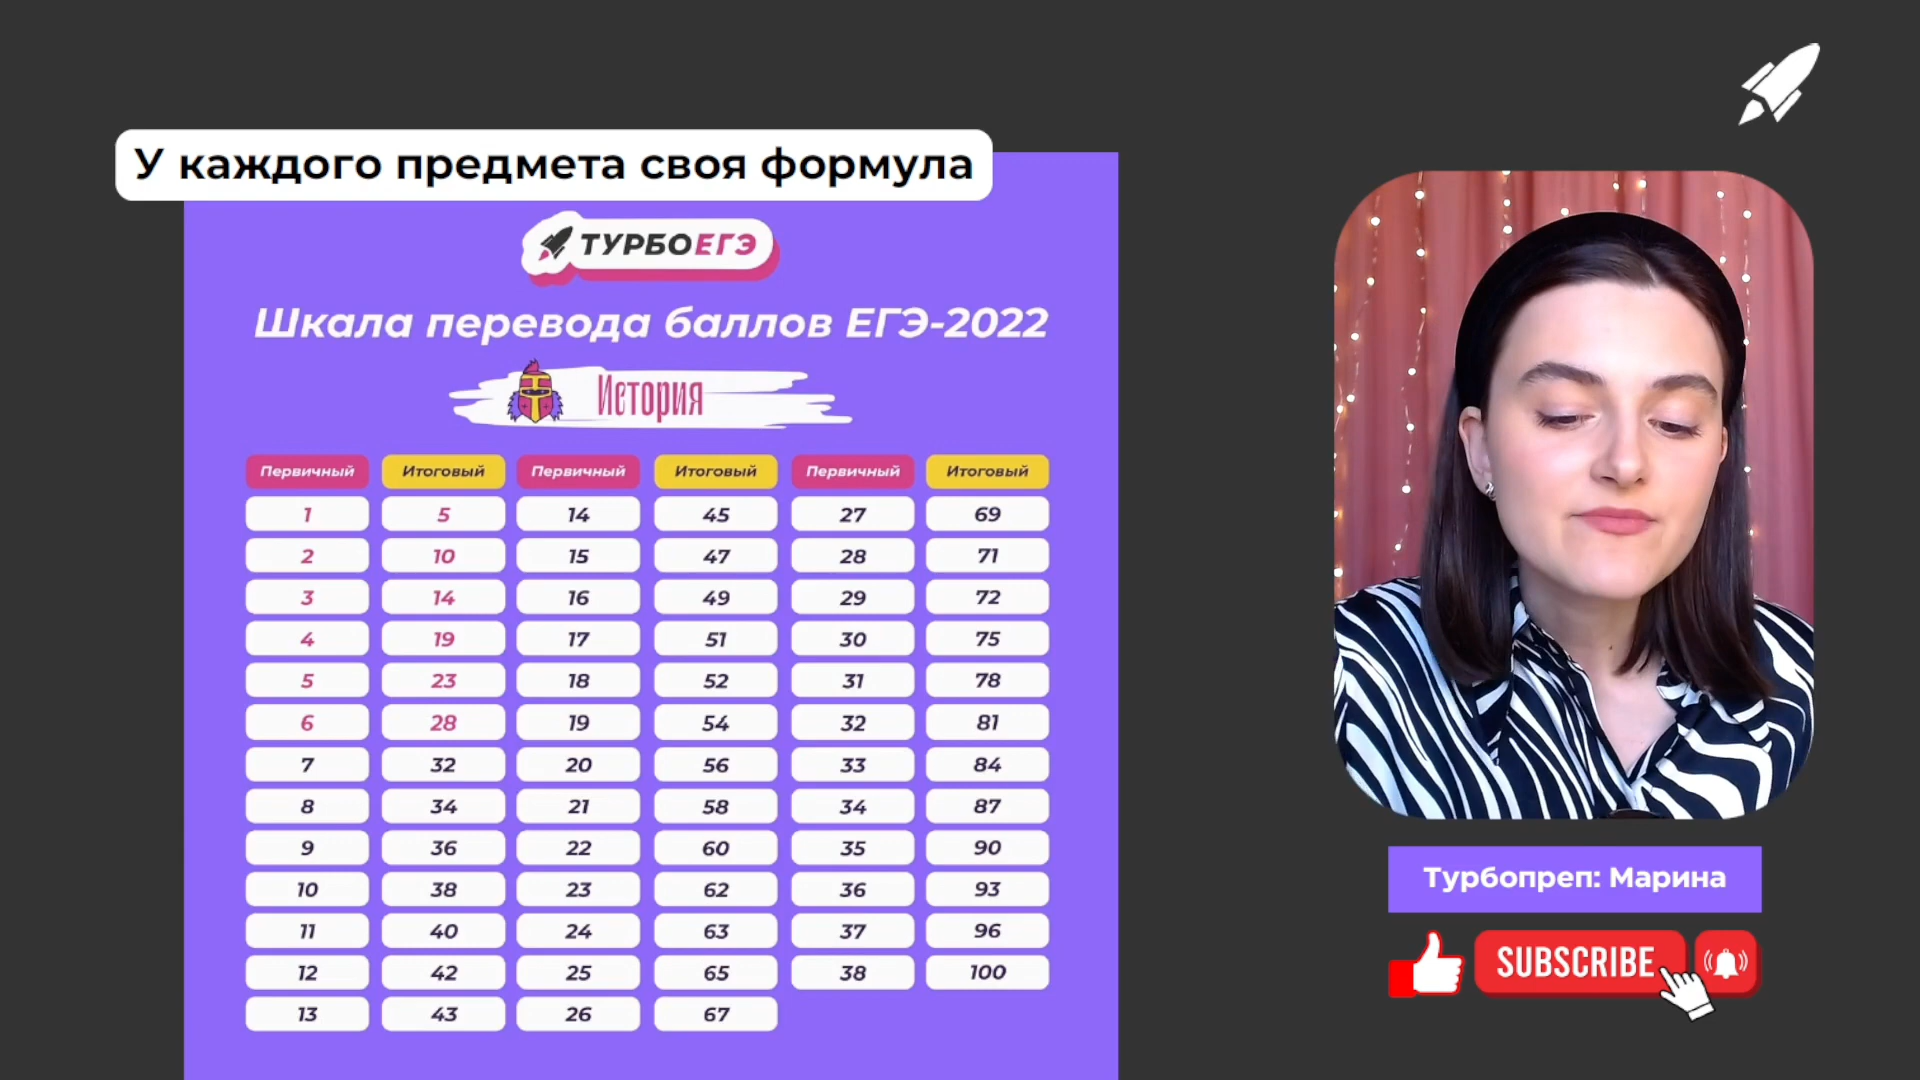 У каждого предмета своя формула
ТУРБОЕГЭ
Шкала перевода баллов ЕГЭ-2022
История
Первичный Итоговый Первичный Итоговый Первичный Итоговый
1 5 14 45 27 69
2 10 15 47 28 71
3 14 16 49 29 72
4 19 17 51 30 75
5 23 18 52 31 78
6 28 19 54 32 81
7 32 20 56 33 84
8 34 21 58 34 87
9 36 22 60 35 90
10 38 23 62 36 93
11 40 24 63 37 96
12 42 25 65 38 100
13 43 26 67
Турбопреп: Марина
SUBSCRIBE